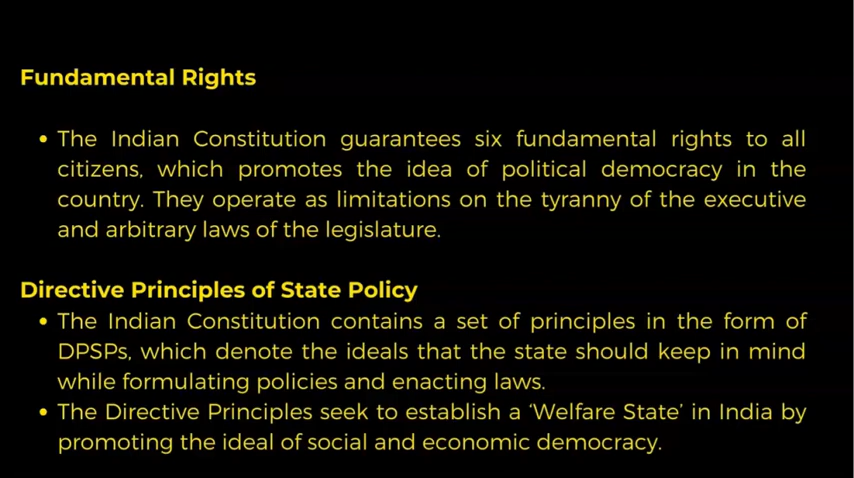 Fundamental Rights
• The Indian Constitution guarantees six fundamental rights to all
citizens, which promotes the idea of political democracy in the
country. They operate as limitations on the tyranny of the executive
and arbitrary laws of the legislature.
Directive Principles of State Policy
• The Indian Constitution contains a set of principles in the form of
DPSPs, which denote the ideals that the state should keep in mind
while formulating policies and enacting laws.
• The Directive Principles seek to establish a ‘Welfare State’ in India by
promoting the ideal of social and economic democracy.